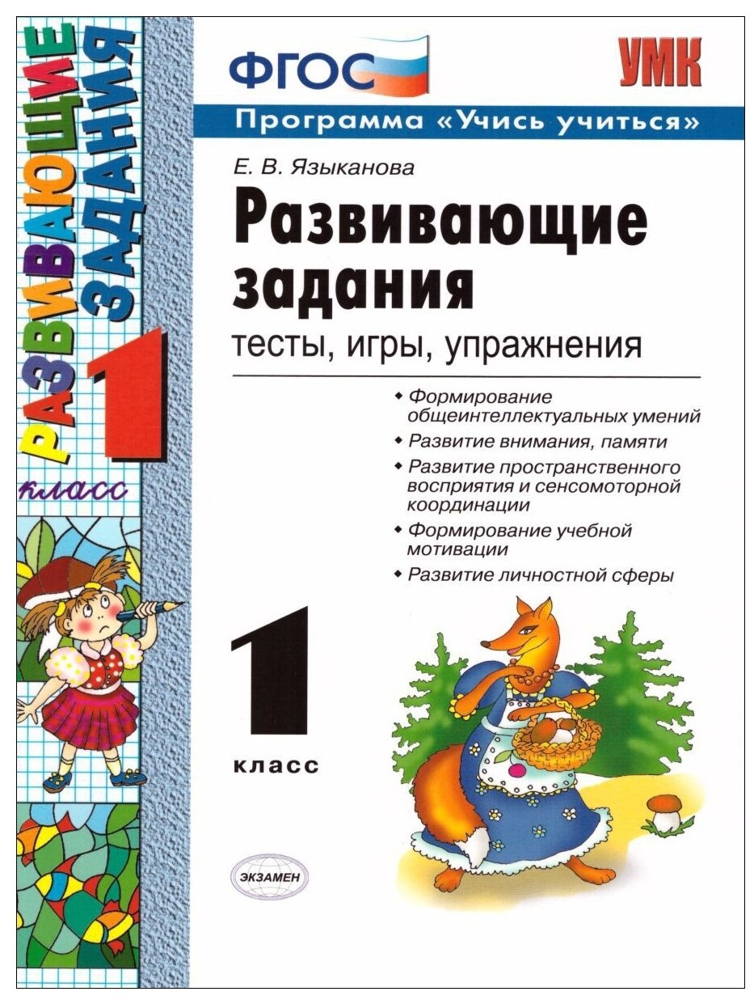 РАЗВИВАЮЩИЕ
ЗАДАНИЯ
1
класс
ФГОС
УМК
Программа «Учись учиться»
Е. В. Языканова
Развивающие
задания
тесты, игры, упражнения
Формирование
общеинтеллектуальных умений
Развитие внимания, памяти
Развитие пространственного
восприятия и сенсомоторной
координации
Формирование учебной
мотивации
Развитие личностной сферы
1
класс
ЭКЗАМЕН